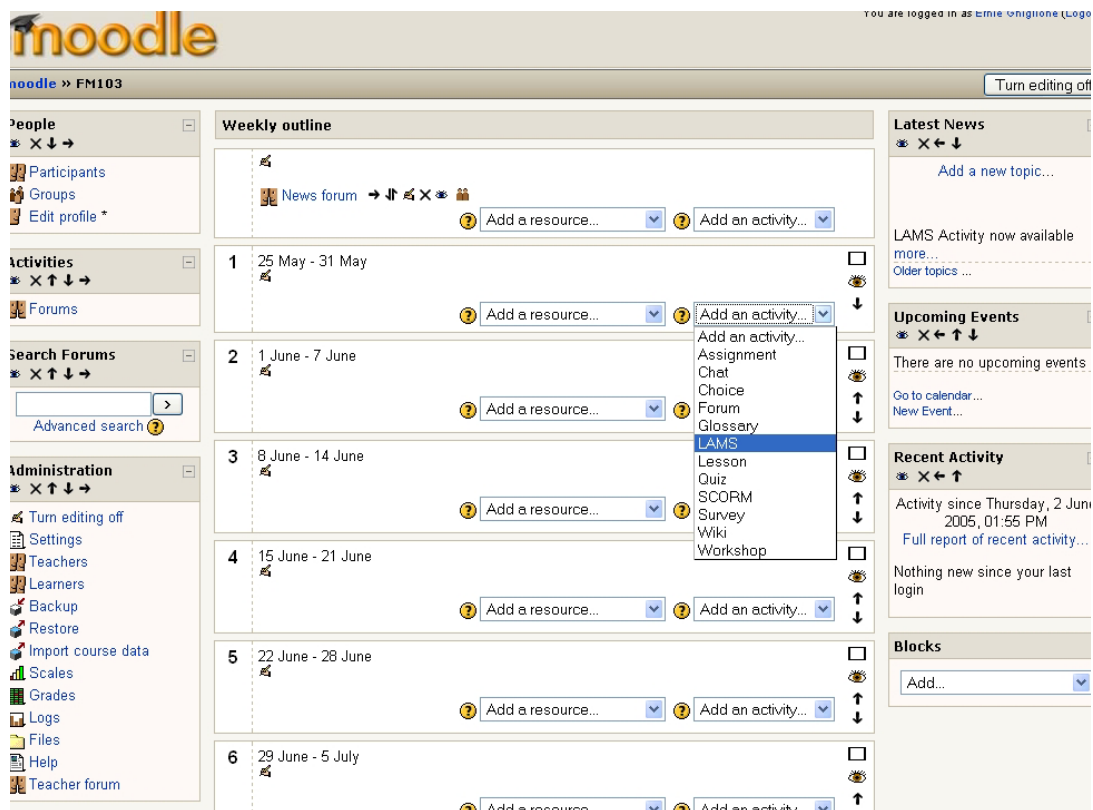 You are logged in as Ernie Ghiglione (Logo
moodle
moodle » FM103
Turn editing off
People
Participants
Groups
Edit profile *
Activities
Forums
Search Forums
>
Advanced search ?
Administration
Turn editing off
Settings
Teachers
Learners
Backup
Restore
Import course data
Scales
Grades
Logs
Files
Help
Teacher forum
Weekly outline
News forum
? Add a resource... ? Add an activity...
1 25 May - 31 May
? Add a resource... ? Add an activity...
Add an activity...
Assignment
Chat
Choice
Forum
Glossary
LAMS
Lesson
Quiz
SCORM
Survey
Wiki
Workshop
2 1 June - 7 June
? Add a resource... ?
3 8 June - 14 June
? Add a resource... ?
4 15 June - 21 June
? Add a resource... ? Add an activity...
5 22 June - 28 June
? Add a resource... ? Add an activity...
6 29 June - 5 July
? Add a resource... ? Add an activity...
Latest News
Add a new topic...
LAMS Activity now available
more...
Older topics ...
Upcoming Events
There are no upcoming events
Go to calendar...
New Event...
Recent Activity
Activity since Thursday, 2 June
2005, 01:55 PM
Full report of recent activity...
Nothing new since your last
login
Blocks
Add...